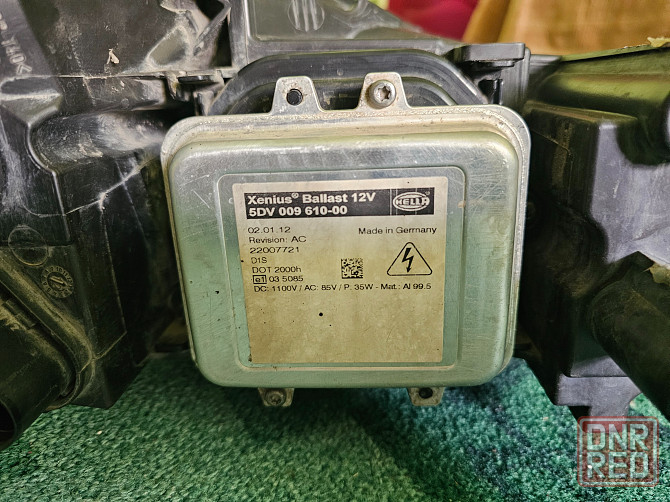 Xenius® Ballast 12V
5DV 009 610-00
HELLA
02.01.12
Made in Germany
Revision: AC
22007721
D1S
DOT 2000h
e1 03 5085
DC: 1100V / AC: 85V / P: 35W - Mat.: Al 99.5
DNR
RED